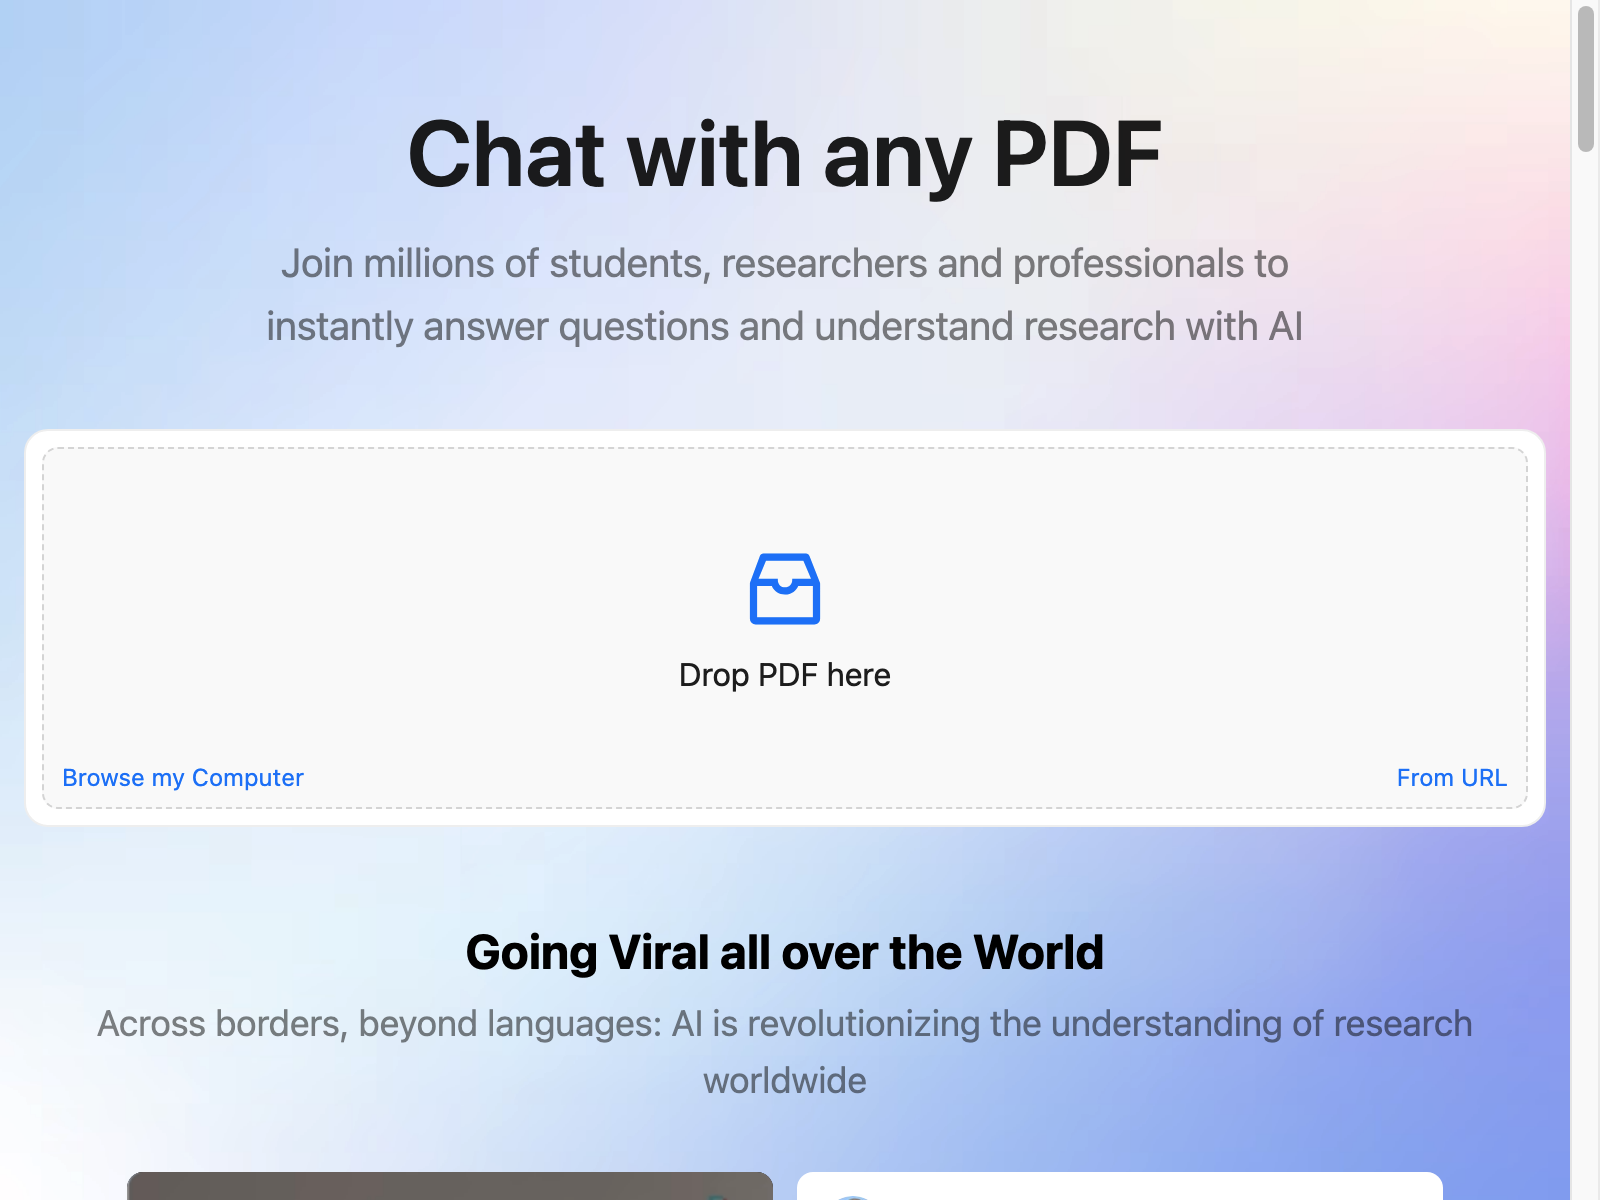 Chat with any PDF
Join millions of students, researchers and professionals to
instantly answer questions and understand research with AI
Drop PDF here
Browse my Computer
From URL
Going Viral all over the World
Across borders, beyond languages: AI is revolutionizing the understanding of research
worldwide